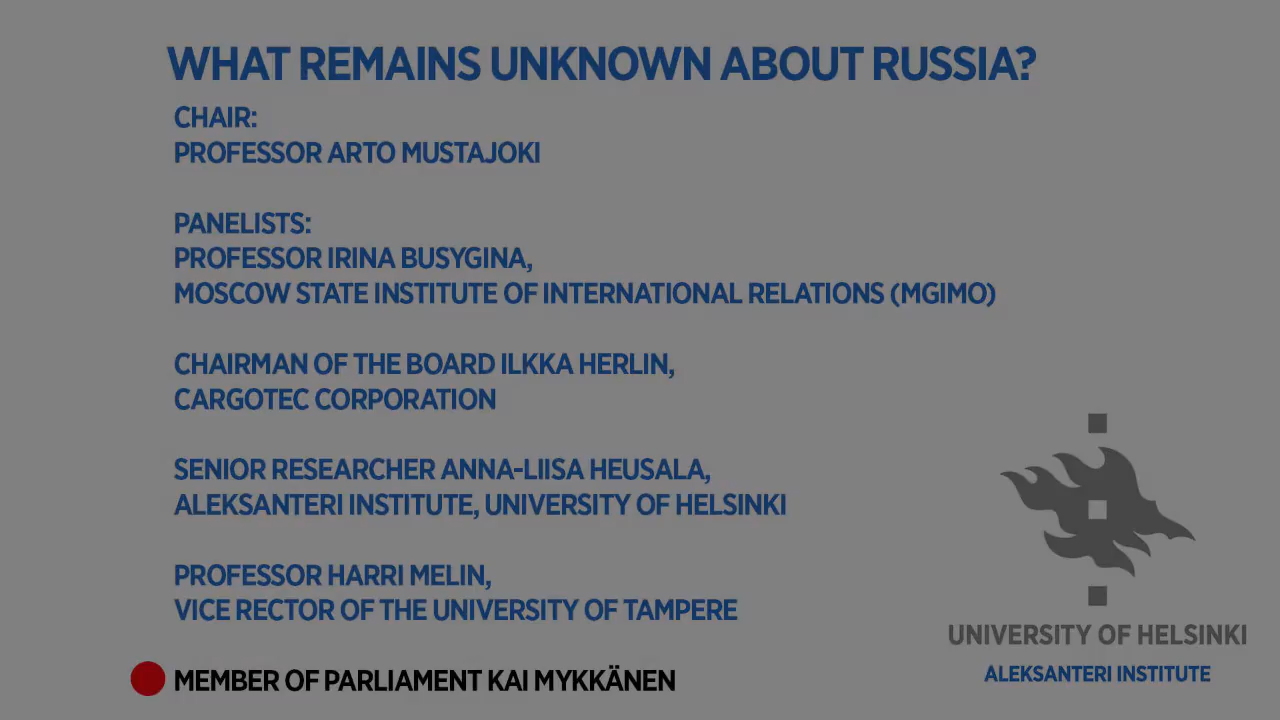 WHAT REMAINS UNKNOWN ABOUT RUSSIA?
CHAIR:
PROFESSOR ARTO MUSTAJOKI
PANELISTS:
PROFESSOR IRINA BUSYGINA,
MOSCOW STATE INSTITUTE OF INTERNATIONAL RELATIONS (MGIMO)
CHAIRMAN OF THE BOARD ILKKA HERLIN,
CARGOTEC CORPORATION
SENIOR RESEARCHER ANNA-LIISA HEUSALA,
ALEKSANTERI INSTITUTE, UNIVERSITY OF HELSINKI
PROFESSOR HARRI MELIN,
VICE RECTOR OF THE UNIVERSITY OF TAMPERE
MEMBER OF PARLIAMENT KAI MYKKÄNEN
UNIVERSITY OF HELSINKI
ALEKSANTERI INSTITUTE